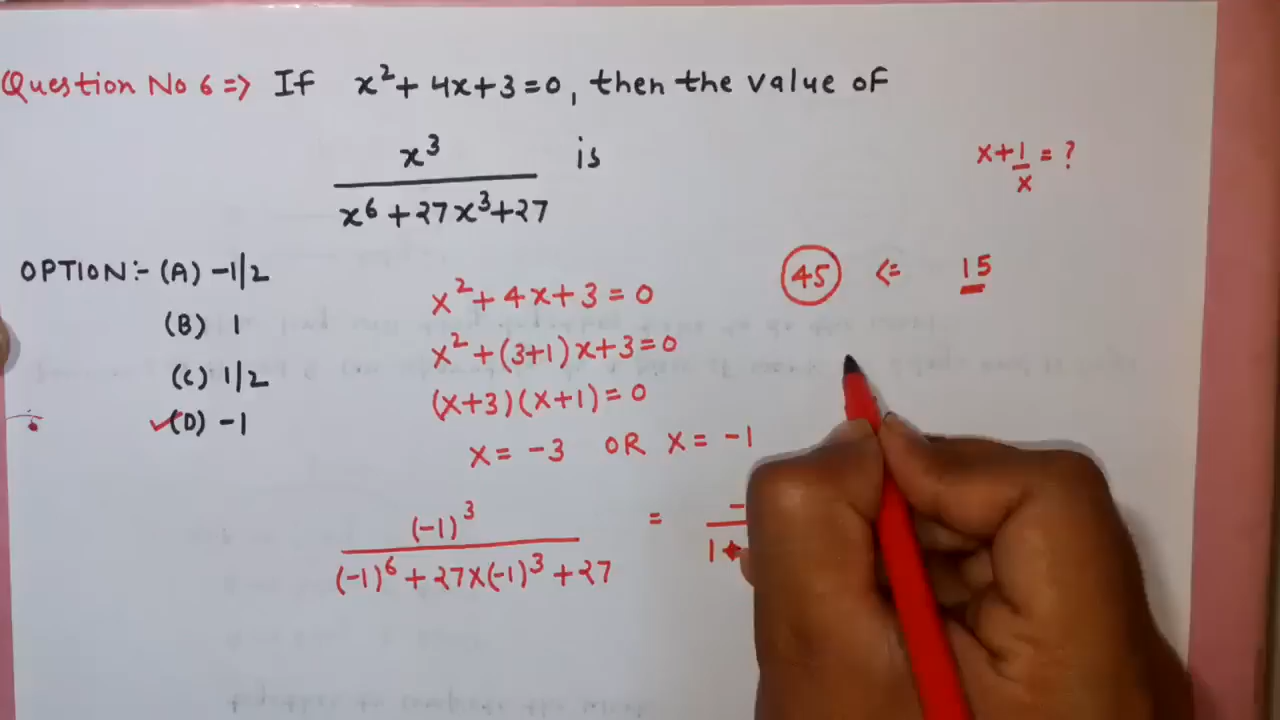 Question No 6 => If x² + 4x + 3 = 0, then the value of
x³ / (x⁶ + 27x³ + 27) is
x + 1/x = ?
OPTION:- (A) -1/2
(B) 1
(C) 1/2
(D) -1
45 <= 15
x² + 4x + 3 = 0
x² + (3+1)x + 3 = 0
(x+3)(x+1) = 0
x = -3 OR x = -1
(-1)³ / ((-1)⁶ + 27×(-1)³ + 27) = - / 1 +